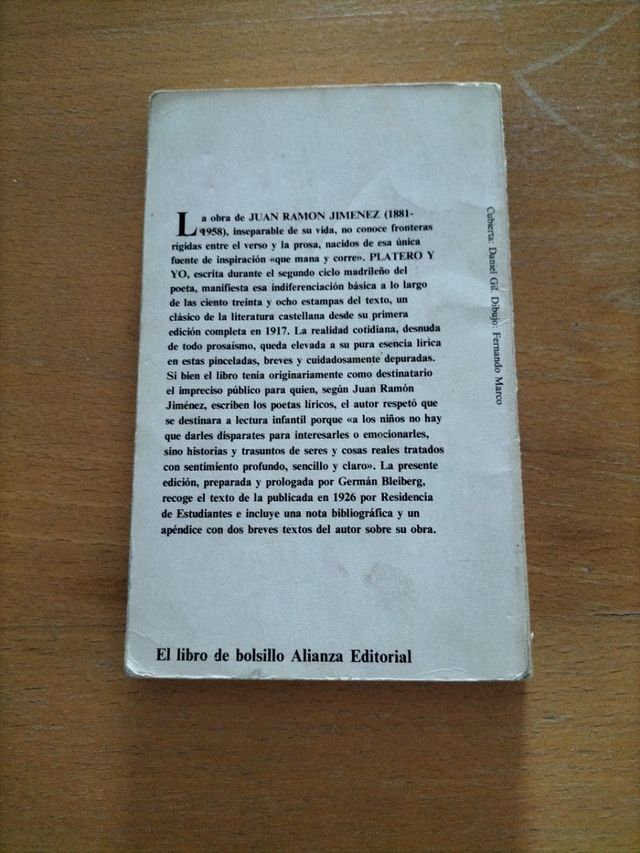 La obra de JUAN RAMON JIMENEZ (1881-
1958), inseparable de su vida, no conoce fronteras
rígidas entre el verso y la prosa, nacidos de esa única
fuente de inspiración «que mana y corre». PLATERO Y
YO, escrita durante el segundo ciclo madrileño del
poeta, manifiesta esa indiferenciación básica a lo largo
de las ciento treinta y ocho estampas del texto, un
clásico de la literatura castellana desde su primera
edición completa en 1917. La realidad cotidiana, desnuda
de todo prosaísmo, queda elevada a su pura esencia lírica
en estas pinceladas, breves y cuidadosamente depuradas.
Si bien el libro tenía originariamente como destinatario
el impreciso público para quien, según Juan Ramón
Jiménez, escriben los poetas líricos, el autor respetó que
se destinara a lectura infantil porque «a los niños no hay
que darles disparates para interesarles o emocionarles,
sino historias y trasuntos de seres y cosas reales tratados
con sentimiento profundo, sencillo y claro». La presente
edición, preparada y prologada por Germán Bleiberg,
recoge el texto de la publicada en 1926 por Residencia
de Estudiantes e incluye una nota bibliográfica y un
apéndice con dos breves textos del autor sobre su obra.
El libro de bolsillo Alianza Editorial
Cubierta: Daniel Gil. Dibujo: Fernando Marco